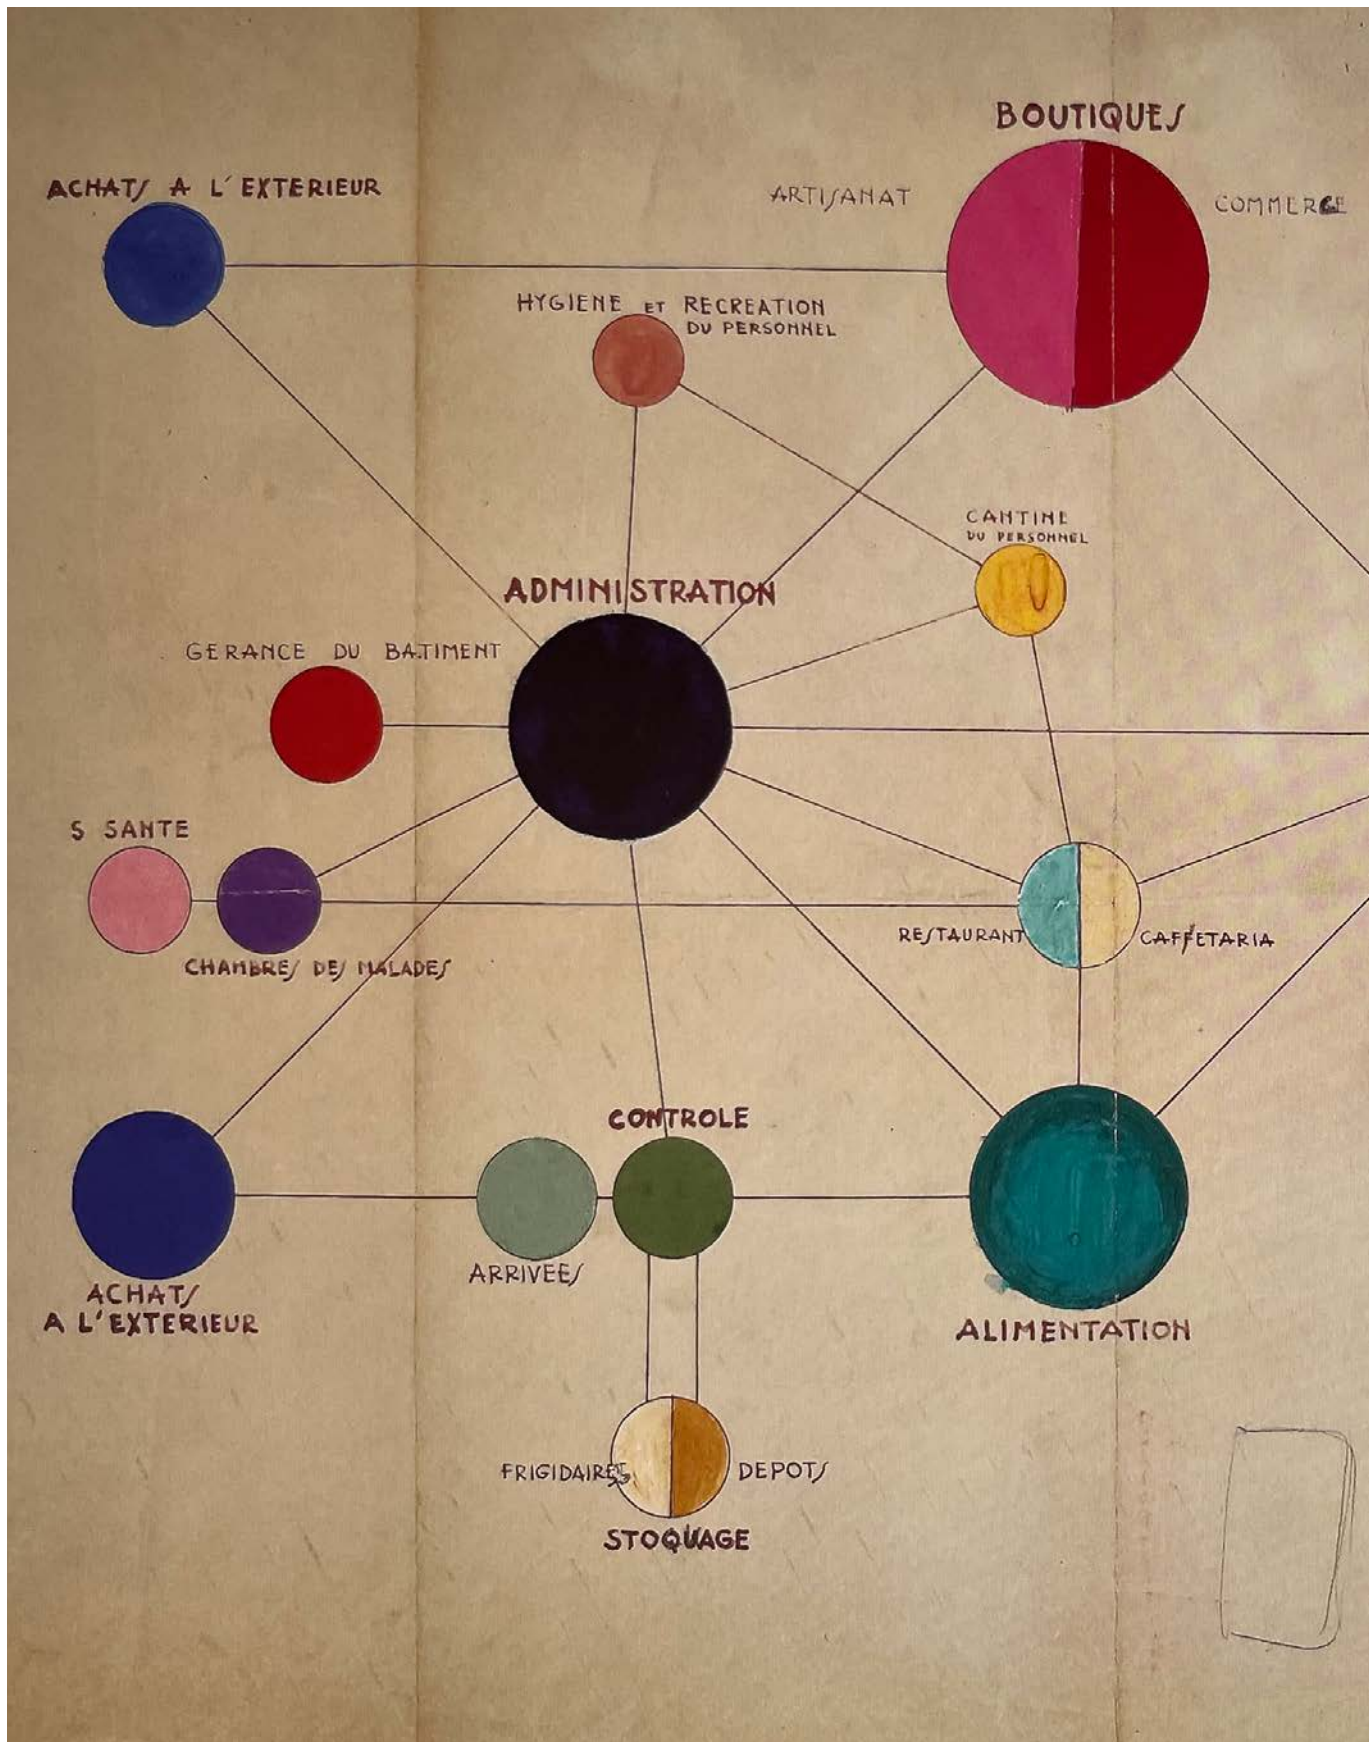 BOUTIQUES
ACHATS A L'EXTERIEUR
ARTISANAT
COMMERCE
HYGIENE ET RECREATION
DU PERSONNEL
CANTINE
DU PERSONNEL
ADMINISTRATION
GERANCE DU BATIMENT
S SANTE
RESTAURANT
CAFFETARIA
CHAMBRES DES MALADES
CONTROLE
ARRIVEES
ACHATS
A L'EXTERIEUR
ALIMENTATION
FRIGIDAIRES
DEPOTS
STOQUAGE